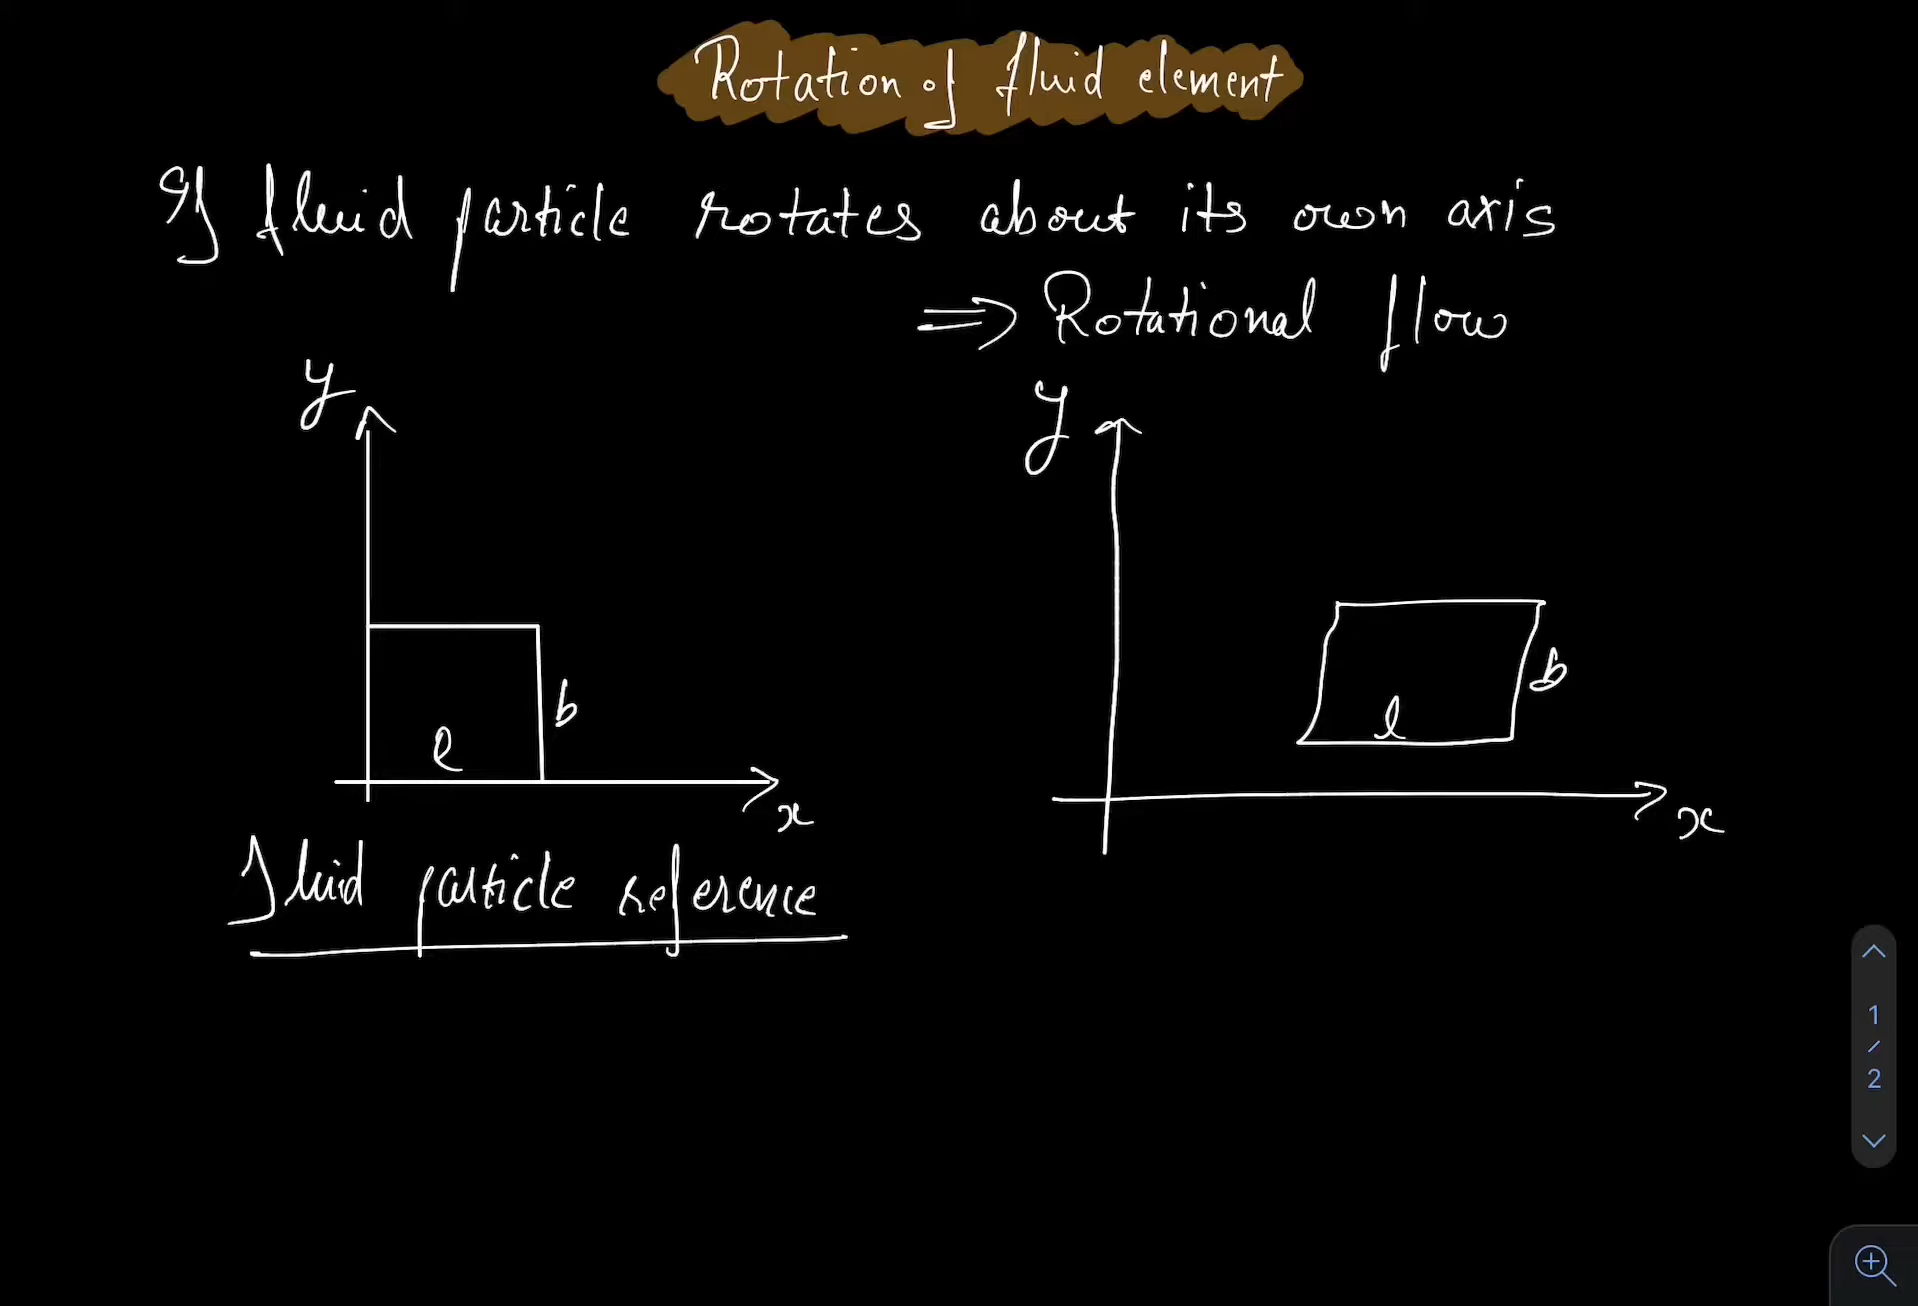 Rotation of fluid element
If fluid particle rotates about its own axis
⇒ Rotational flow
y
y
b
l
b
l
x
x
Fluid particle reference
1
/
2